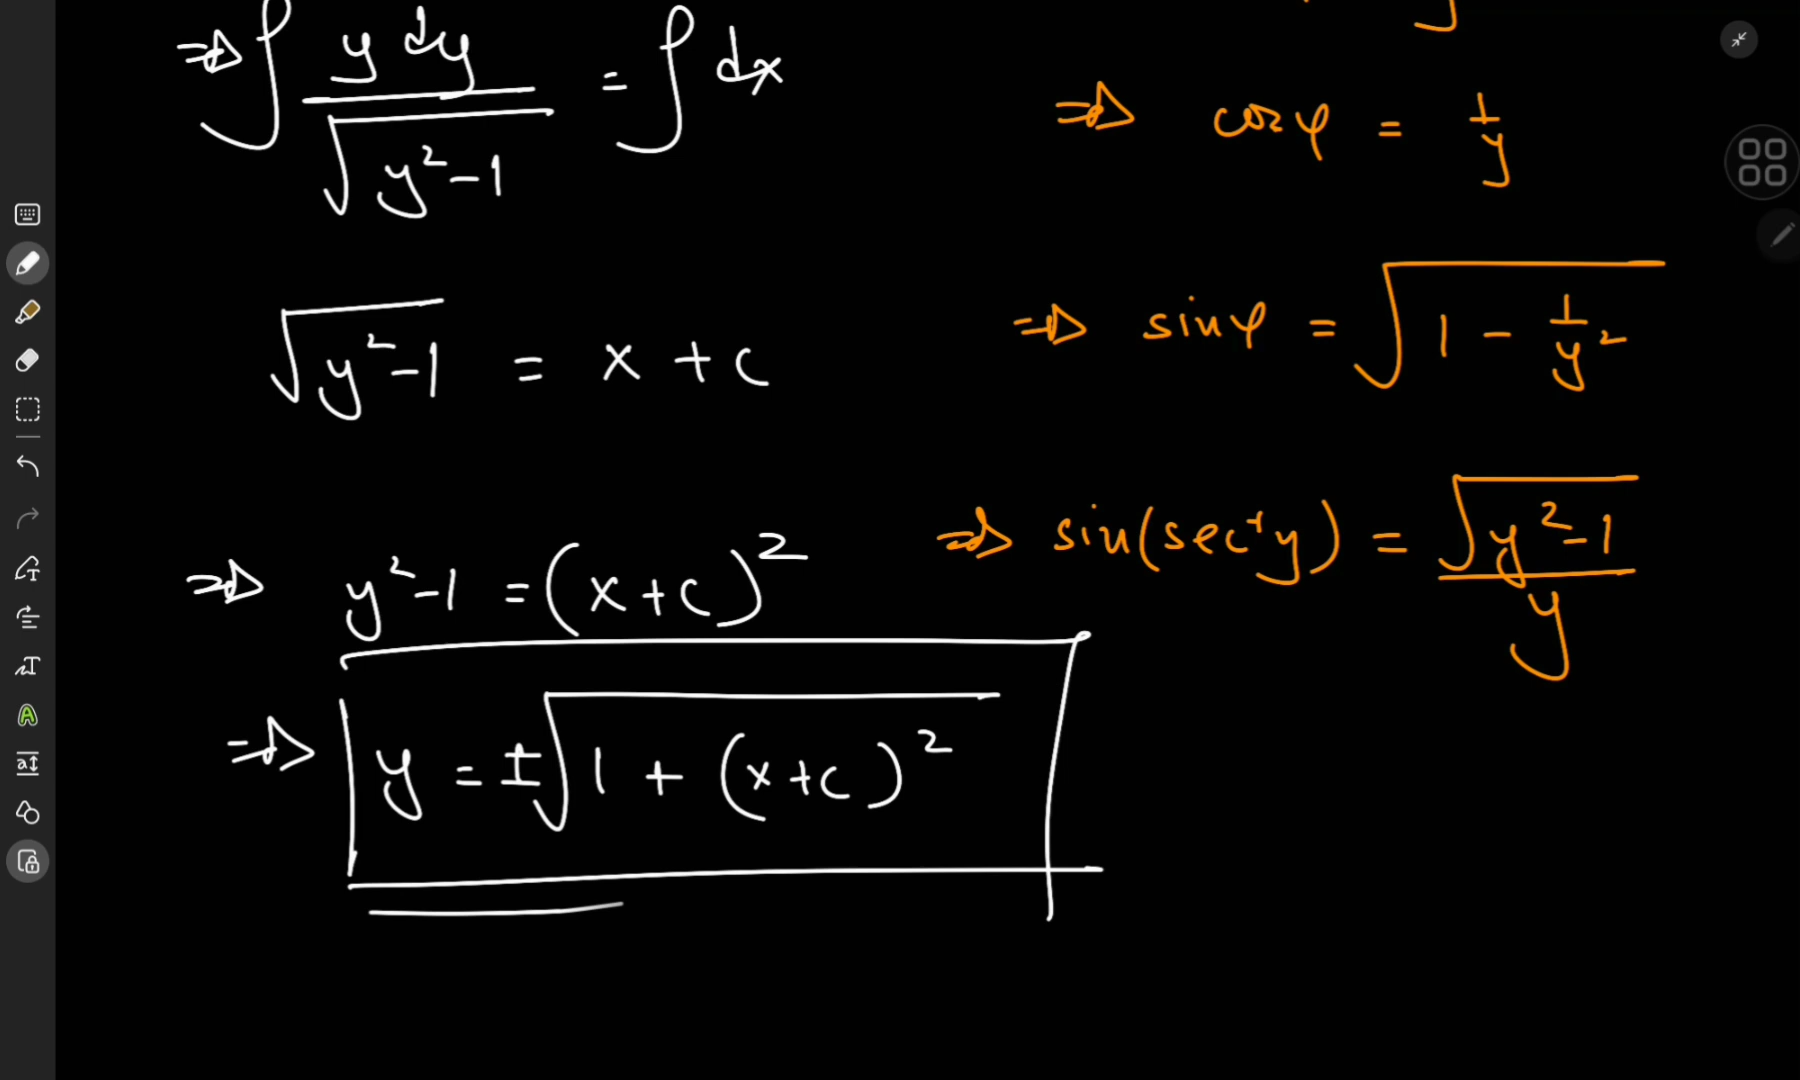 ⇒ ∫ y dy / √(y²-1) = ∫ dx
√(y²-1) = x + c
⇒ y²-1 = (x+c)²
⇒ y = ±√(1 + (x+c)²)
⇒ cos φ = 1/y
⇒ sin φ = √(1 - 1/y²)
⇒ sin(sec⁻¹y) = √(y²-1) / y